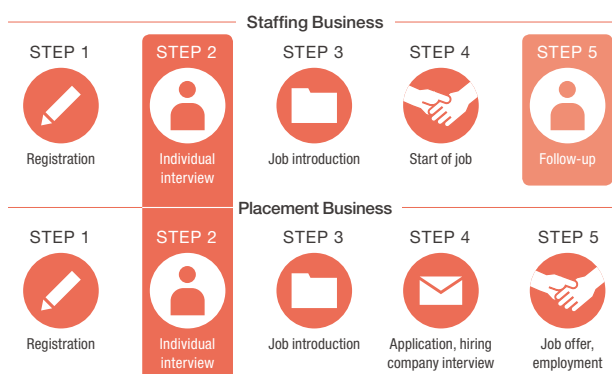 Staffing Business
STEP 1 STEP 2 STEP 3 STEP 4 STEP 5
Registration Individual Job introduction Start of job Follow-up
interview
Placement Business
STEP 1 STEP 2 STEP 3 STEP 4 STEP 5
Registration Individual Job introduction Application, hiring Job offer,
interview company interview employment